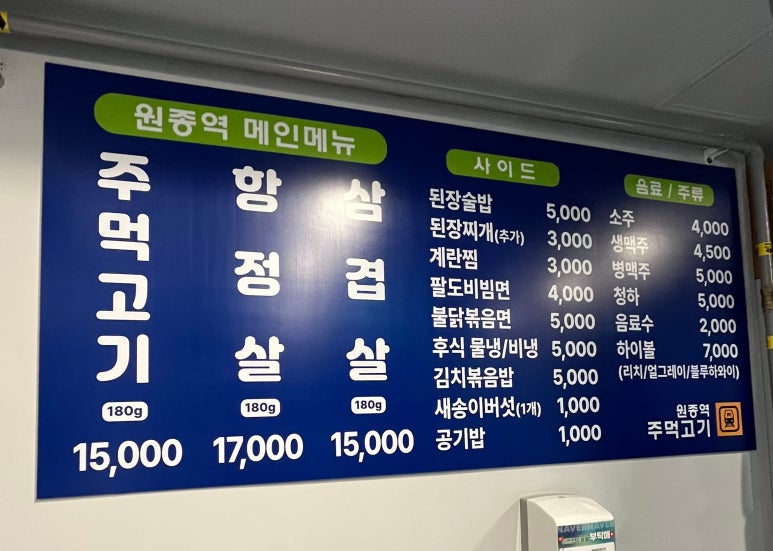 원종역 메인메뉴
주먹고기
180g
15,000
항정살
180g
17,000
삼겹살
180g
15,000
사이드
된장술밥 5,000
된장찌개(추가) 3,000
계란찜 3,000
팔도비빔면 4,000
불닭볶음면 5,000
후식 물냉/비냉 5,000
김치볶음밥 5,000
새송이버섯(1개) 1,000
공기밥 1,000
음료 / 주류
소주 4,000
생맥주 4,500
병맥주 5,000
청하 5,000
음료수 2,000
하이볼 7,000
(리치/얼그레이/블루하와이)
원종역
주먹고기
NAVER NAVER
부탁해